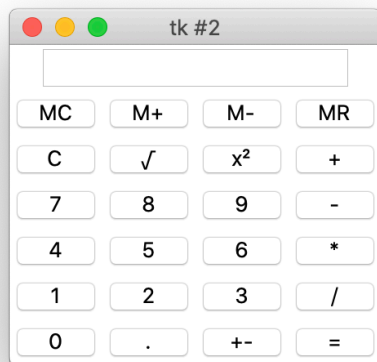 tk #2
MC M+ M- MR
C √ x² +
7 8 9 -
4 5 6 *
1 2 3 /
0 . +- =